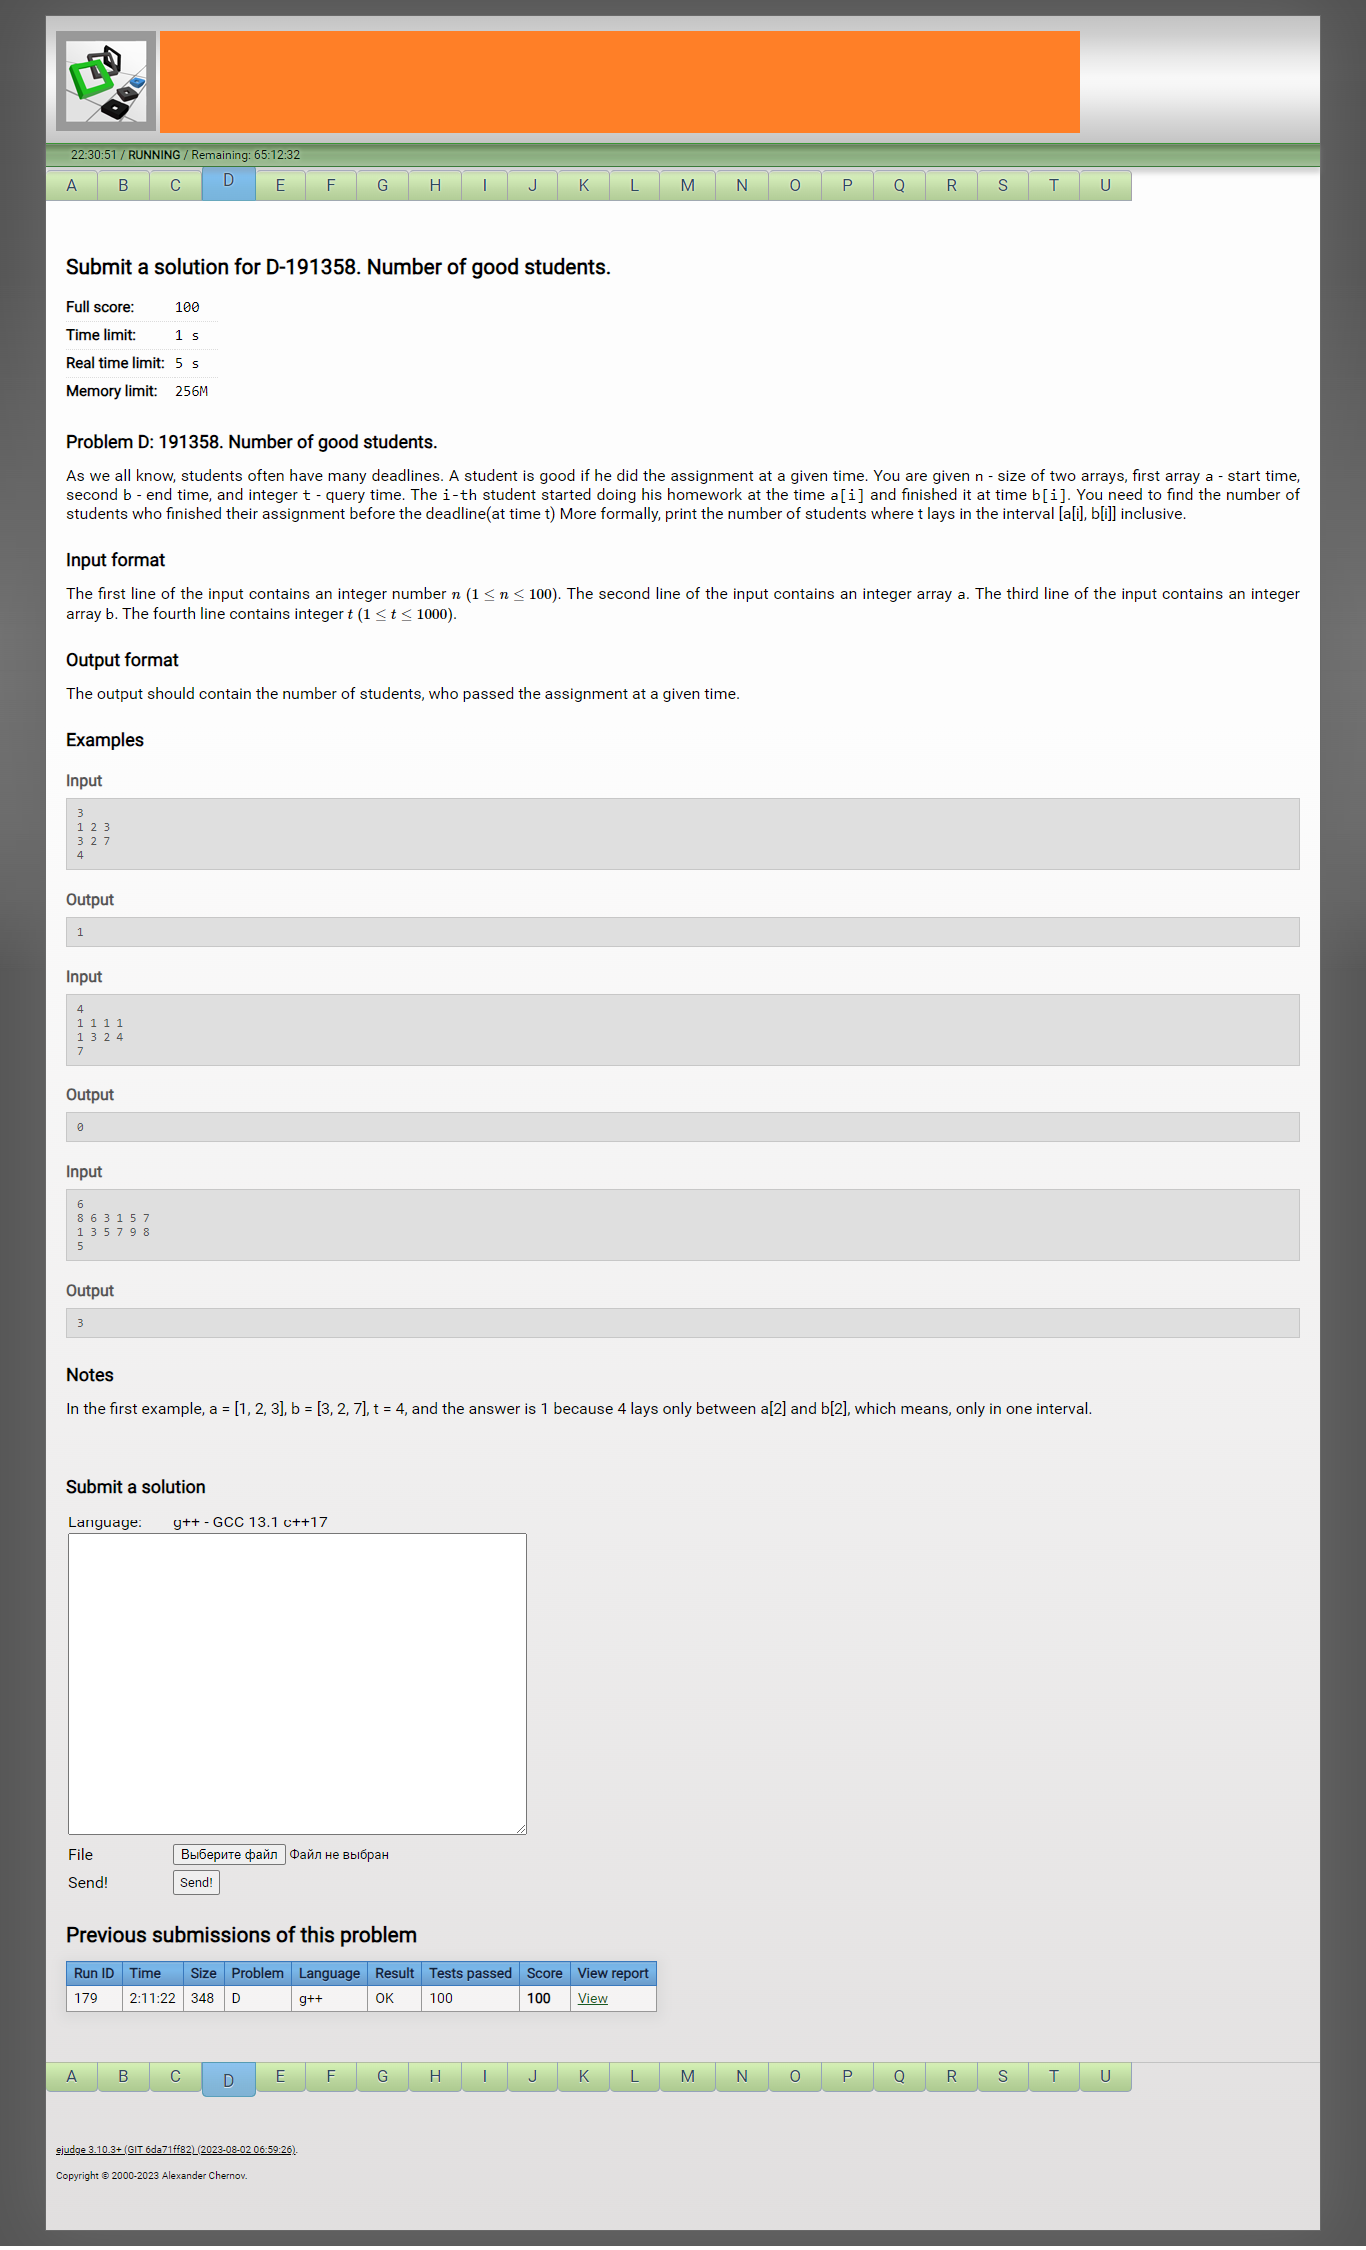 22:30:51 / RUNNING / Remaining: 65:12:32
A B C D E F G H I J K L M N O P Q R S T U
Submit a solution for D-191358. Number of good students.
Full score: 100
Time limit: 1 s
Real time limit: 5 s
Memory limit: 256M
Problem D: 191358. Number of good students.
As we all know, students often have many deadlines. A student is good if he did the assignment at a given time. You are given n - size of two arrays, first array a - start time,
second b - end time, and integer t - query time. The i-th student started doing his homework at the time a[i] and finished it at time b[i]. You need to find the number of
students who finished their assignment before the deadline(at time t) More formally, print the number of students where t lays in the interval [a[i], b[i]] inclusive.
Input format
The first line of the input contains an integer number n (1 ≤ n ≤ 100). The second line of the input contains an integer array a. The third line of the input contains an integer
array b. The fourth line contains integer t (1 ≤ t ≤ 1000).
Output format
The output should contain the number of students, who passed the assignment at a given time.
Examples
Input
3
1 2 3
3 2 7
4
Output
1
Input
4
1 1 1 1
1 3 2 4
7
Output
0
Input
6
8 6 3 1 5 7
1 3 5 7 9 8
5
Output
3
Notes
In the first example, a = [1, 2, 3], b = [3, 2, 7], t = 4, and the answer is 1 because 4 lays only between a[2] and b[2], which means, only in one interval.
Submit a solution
Language: g++ - GCC 13.1 c++17
File Выберите файл Файл не выбран
Send! Send!
Previous submissions of this problem
Run ID Time Size Problem Language Result Tests passed Score View report
179 2:11:22 348 D g++ OK 100 100 View
A B C D E F G H I J K L M N O P Q R S T U
ejudge 3.10.3+ (GIT 6da71ff82) (2023-08-02 06:59:26).
Copyright © 2000-2023 Alexander Chernov.